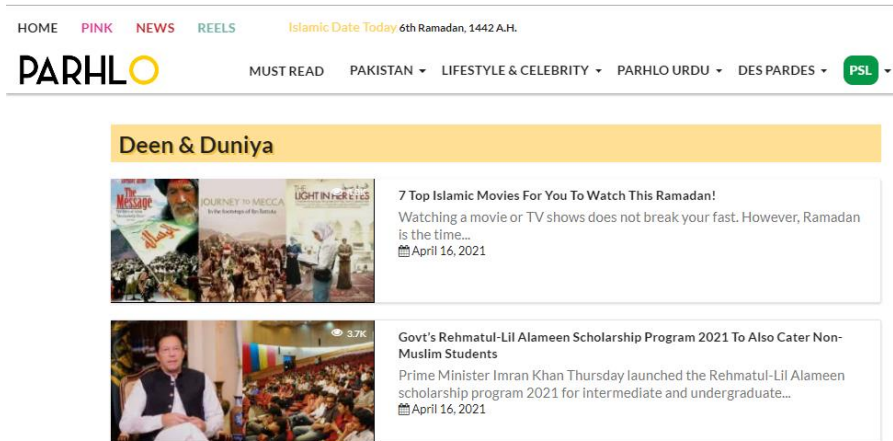 HOME PINK NEWS REELS Islamic Date Today 6th Ramadan, 1442 A.H.
PARHLO
MUST READ PAKISTAN LIFESTYLE & CELEBRITY PARHLO URDU DES PARDES PSL
Deen & Duniya
The Message
JOURNEY TO MECCA
In the footsteps of Ibn Battuta
THE LIGHT IN HER EYES
7 Top Islamic Movies For You To Watch This Ramadan!
Watching a movie or TV shows does not break your fast. However, Ramadan
is the time...
April 16, 2021
3.7K
Govt's Rehmatul-Lil Alameen Scholarship Program 2021 To Also Cater Non-
Muslim Students
Prime Minister Imran Khan Thursday launched the Rehmatul-Lil Alameen
scholarship program 2021 for intermediate and undergraduate...
April 16, 2021